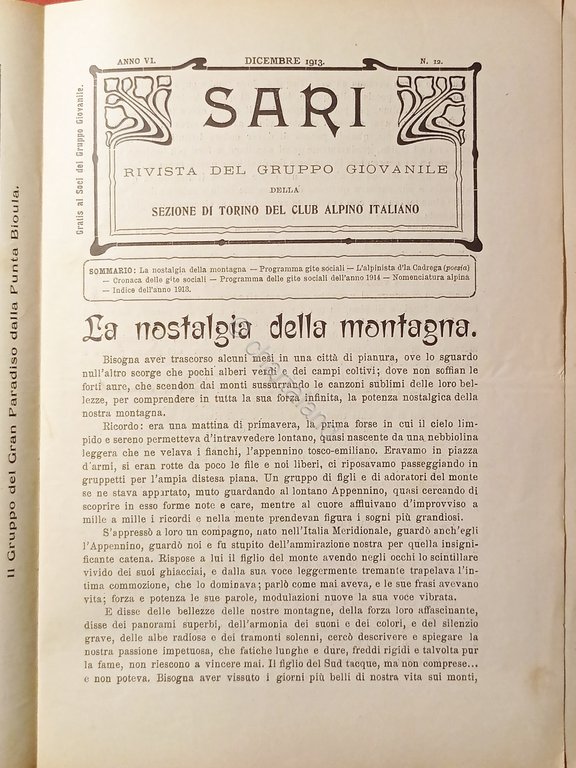 ANNO VI.
DICEMBRE 1913.
N. 12.
SARI
RIVISTA DEL GRUPPO GIOVANILE
DELLA
SEZIONE DI TORINO DEL CLUB ALPINO ITALIANO
Gratis ai Soci del Gruppo Giovanile.
Il Gruppo del Gran Paradiso dalla Punta Bioula.
SOMMARIO: La nostalgia della montagna — Programma gite sociali — L'alpinista d'la Cadrega (poesia)
— Cronaca delle gite sociali — Programma delle gite sociali dell'anno 1914 — Nomenclatura alpina
— Indice dell'anno 1913.
La nostalgia della montagna.
Bisogna aver trascorso alcuni mesi in una città di pianura, ove lo sguardo
null'altro scorge che pochi alberi verdi e dei campi coltivi; dove non soffian le
forti aure, che scendon dai monti sussurrando le canzoni sublimi delle loro bel-
lezze, per comprendere in tutta la sua forza infinita, la potenza nostalgica della
nostra montagna.
Ricordo: era una mattina di primavera, la prima forse in cui il cielo lim-
pido e sereno permetteva d'intravvedere lontano, quasi nascente da una nebbiolina
leggera che ne velava i fianchi, l'appennino tosco-emiliano. Eravamo in piazza
d'armi, si eran rotte da poco le file e noi liberi, ci riposavamo passeggiando in
gruppetti per l'ampia distesa piana. Un gruppo di figli e di adoratori del monte
se ne stava appartato, muto guardando al lontano Appennino, quasi cercando di
scoprire in esso forme note e care, mentre al cuore affluivano d'improvviso a
mille a mille i ricordi e nella mente prendevan figura i sogni più grandiosi.
S'appressò a loro un compagno, nato nell'Italia Meridionale, guardò anch'egli
l'Appennino, guardò noi e fu stupito dell'ammirazione nostra per quella insigni-
ficante catena. Rispose a lui il figlio del monte avendo negli occhi lo scintillare
vivido dei suoi ghiacciai, e dalla sua voce leggermente tremante trapelava l'in-
tima commozione, che lo dominava; parlò come mai aveva, e le sue frasi avevano
vita; forza e potenza le sue parole, modulazioni nuove la sua voce vibrata.
E disse delle bellezze delle nostre montagne, della forza loro affascinante,
disse dei panorami superbi, dell'armonia dei suoni e dei colori, e del silenzio
grave, delle albe radiose e dei tramonti solenni, cercò descrivere e spiegare la
nostra passione impetuosa, che fatiche lunghe e dure, freddi rigidi e talvolta pur
la fame, non riescono a vincere mai. Il figlio del Sud tacque, ma non comprese...
e non poteva. Bisogna aver vissuto i giorni più belli di nostra vita sui monti,